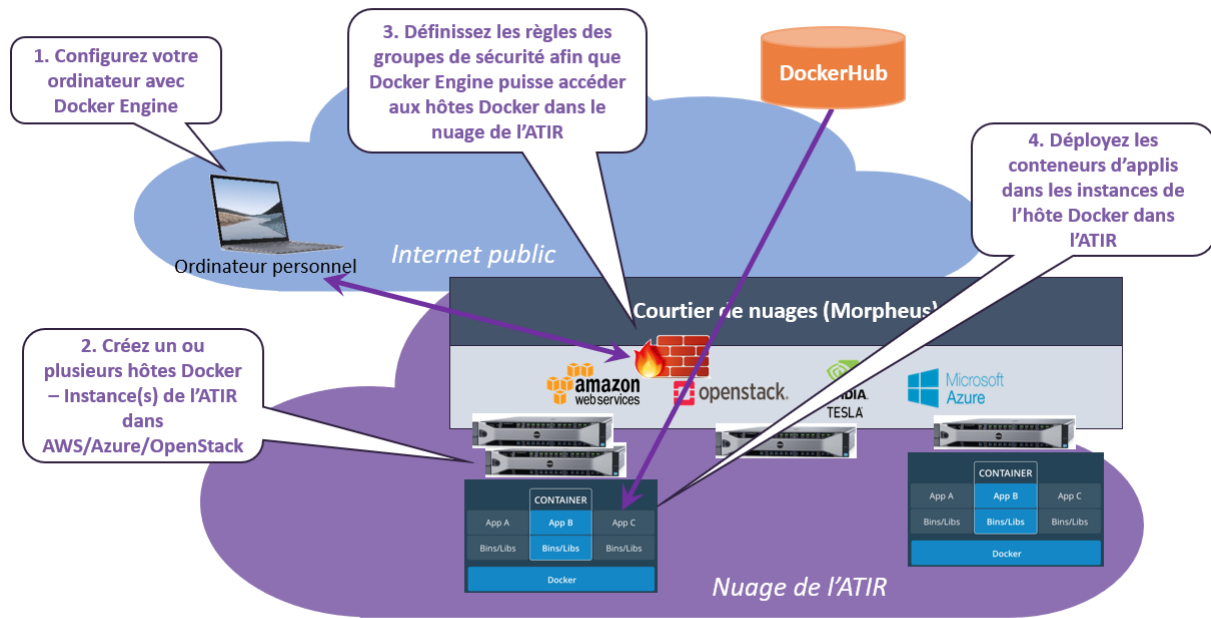 1. Configurez votre
ordinateur avec
Docker Engine
3. Définissez les règles des
groupes de sécurité afin que
Docker Engine puisse accéder
aux hôtes Docker dans le
nuage de l’ATIR
DockerHub
4. Déployez les
conteneurs d’applis
dans les instances de
l’hôte Docker dans
l’ATIR
Ordinateur personnel
Internet public
Courtier de nuages (Morpheus)
2. Créez un ou
plusieurs hôtes Docker
– Instance(s) de l’ATIR
dans
AWS/Azure/OpenStack
amazon
webservices
openstack.
TESLA
Microsoft
Azure
CONTAINER
App A App B App C
Bins/Libs Bins/Libs Bins/Libs
Docker
CONTAINER
App A App B App C
Bins/Libs Bins/Libs Bins/Libs
Docker
Nuage de l’ATIR